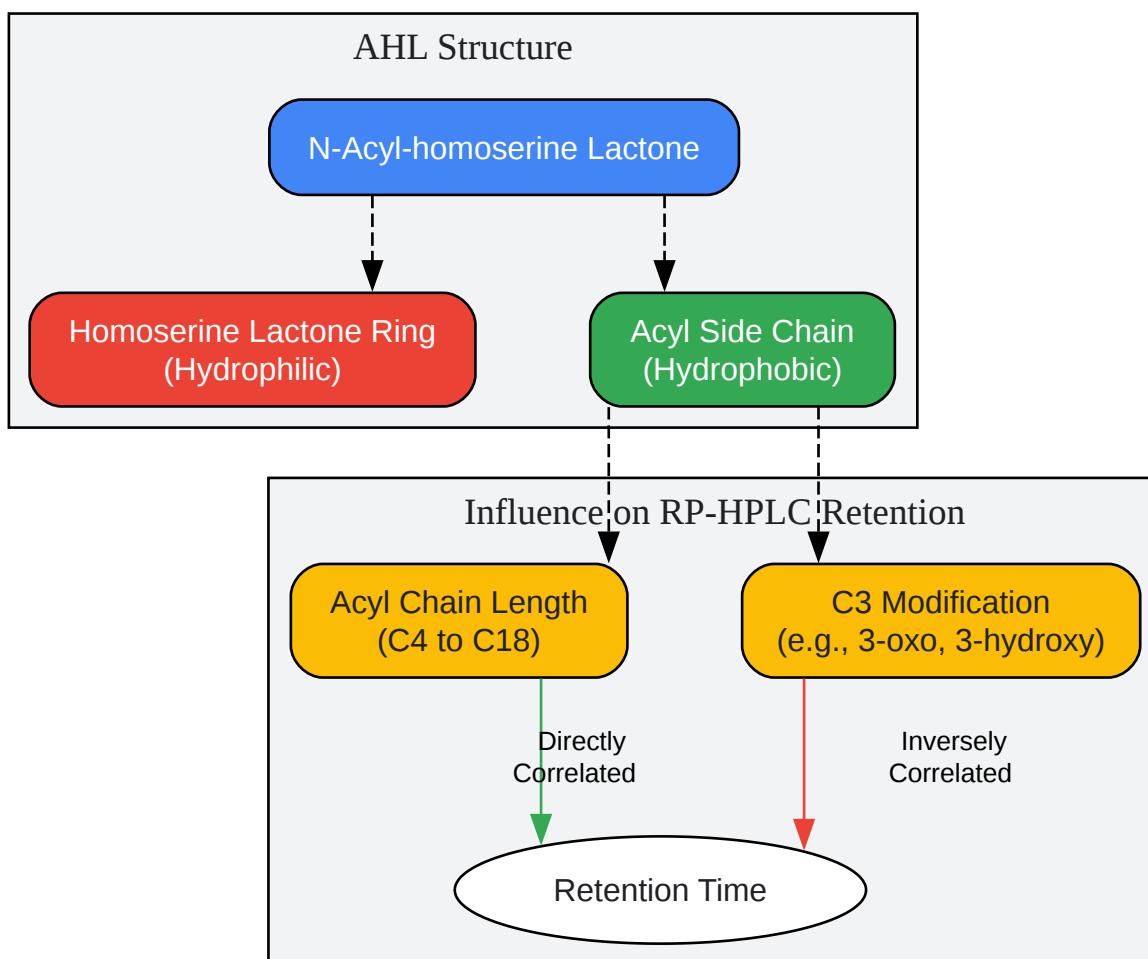 AHL Structure
N-Acyl-homoserine Lactone
Homoserine Lactone Ring
(Hydrophilic)
Acyl Side Chain
(Hydrophobic)
Influence on RP-HPLC Retention
Acyl Chain Length
(C4 to C18)
C3 Modification
(e.g., 3-oxo, 3-hydroxy)
Directly
Correlated
Inversely
Correlated
Retention Time